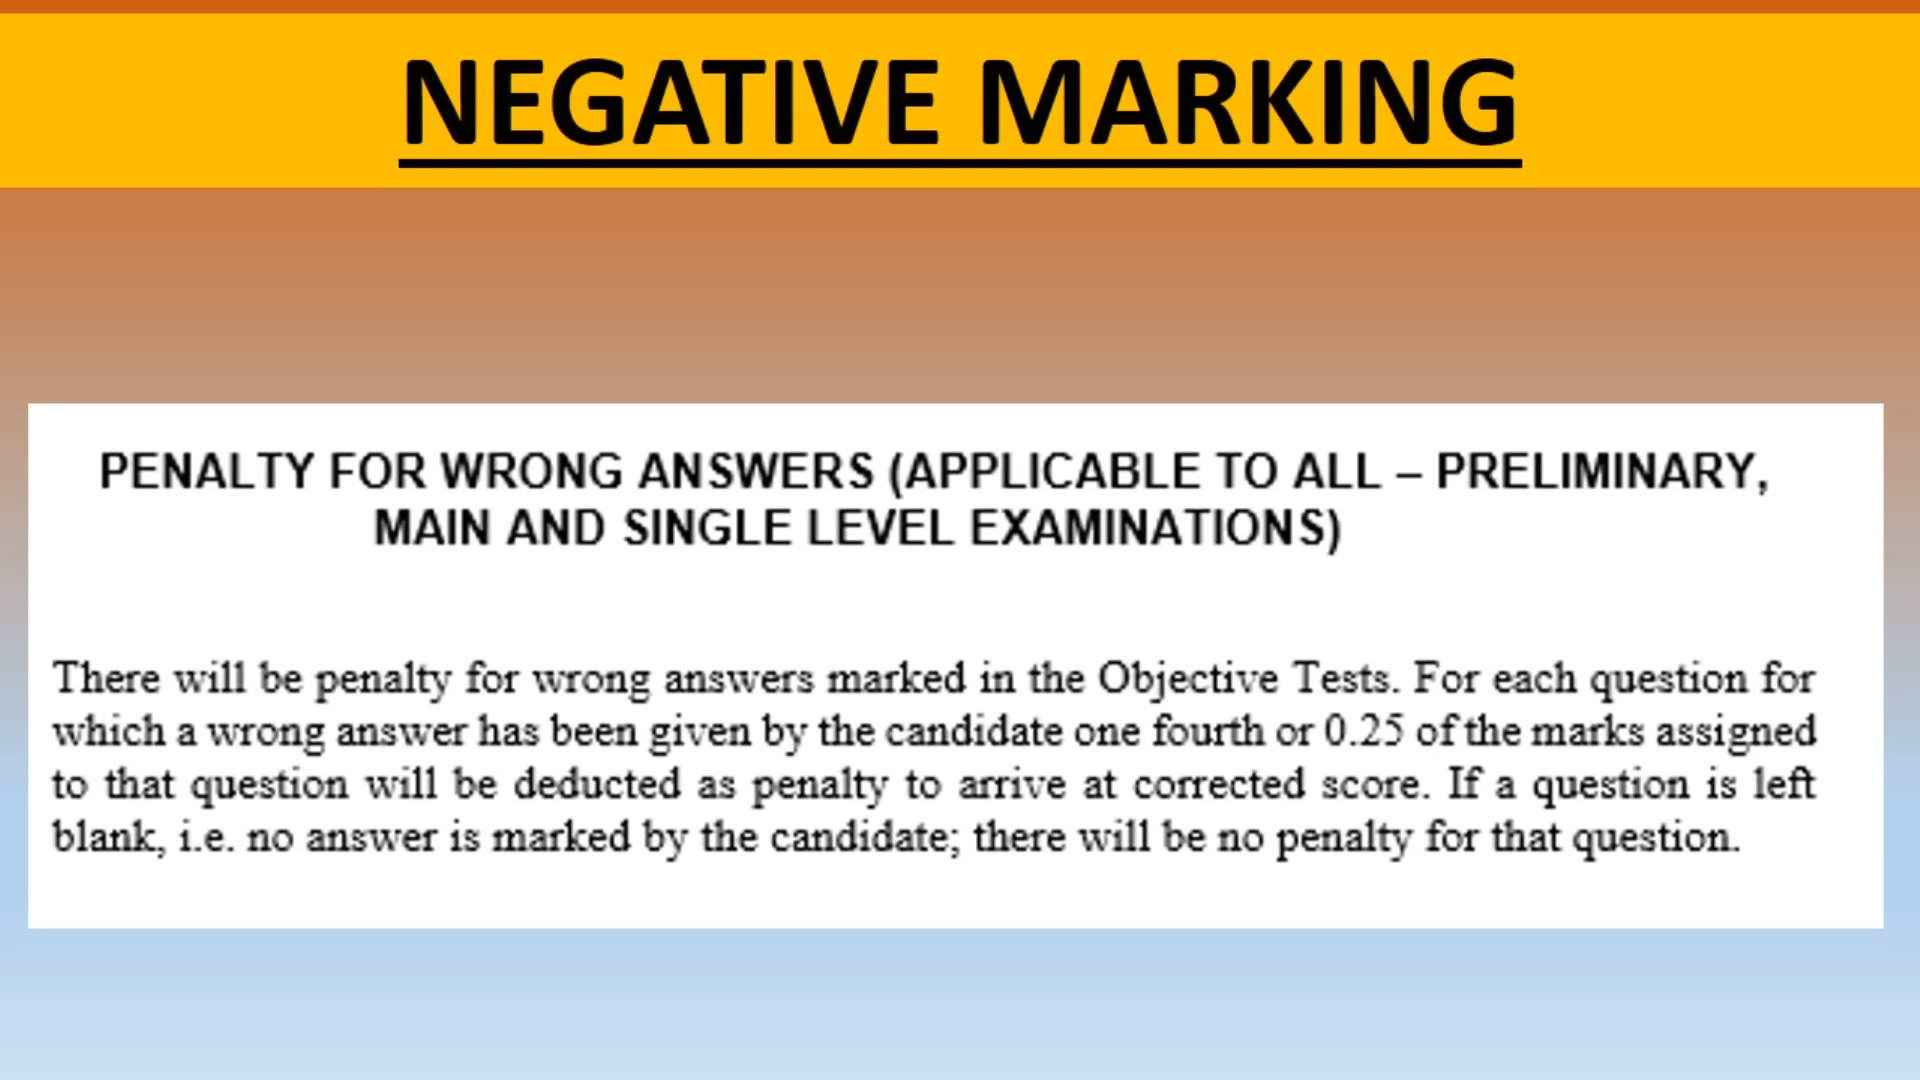 NEGATIVE MARKING
PENALTY FOR WRONG ANSWERS (APPLICABLE TO ALL – PRELIMINARY,
MAIN AND SINGLE LEVEL EXAMINATIONS)
There will be penalty for wrong answers marked in the Objective Tests. For each question for
which a wrong answer has been given by the candidate one fourth or 0.25 of the marks assigned
to that question will be deducted as penalty to arrive at corrected score. If a question is left
blank, i.e. no answer is marked by the candidate; there will be no penalty for that question.